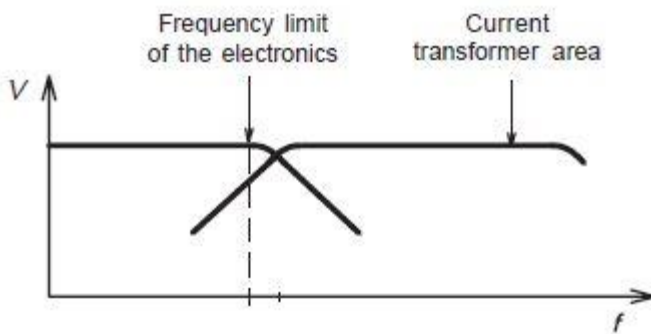 Frequency limit
of the electronics
Current
transformer area
V
f